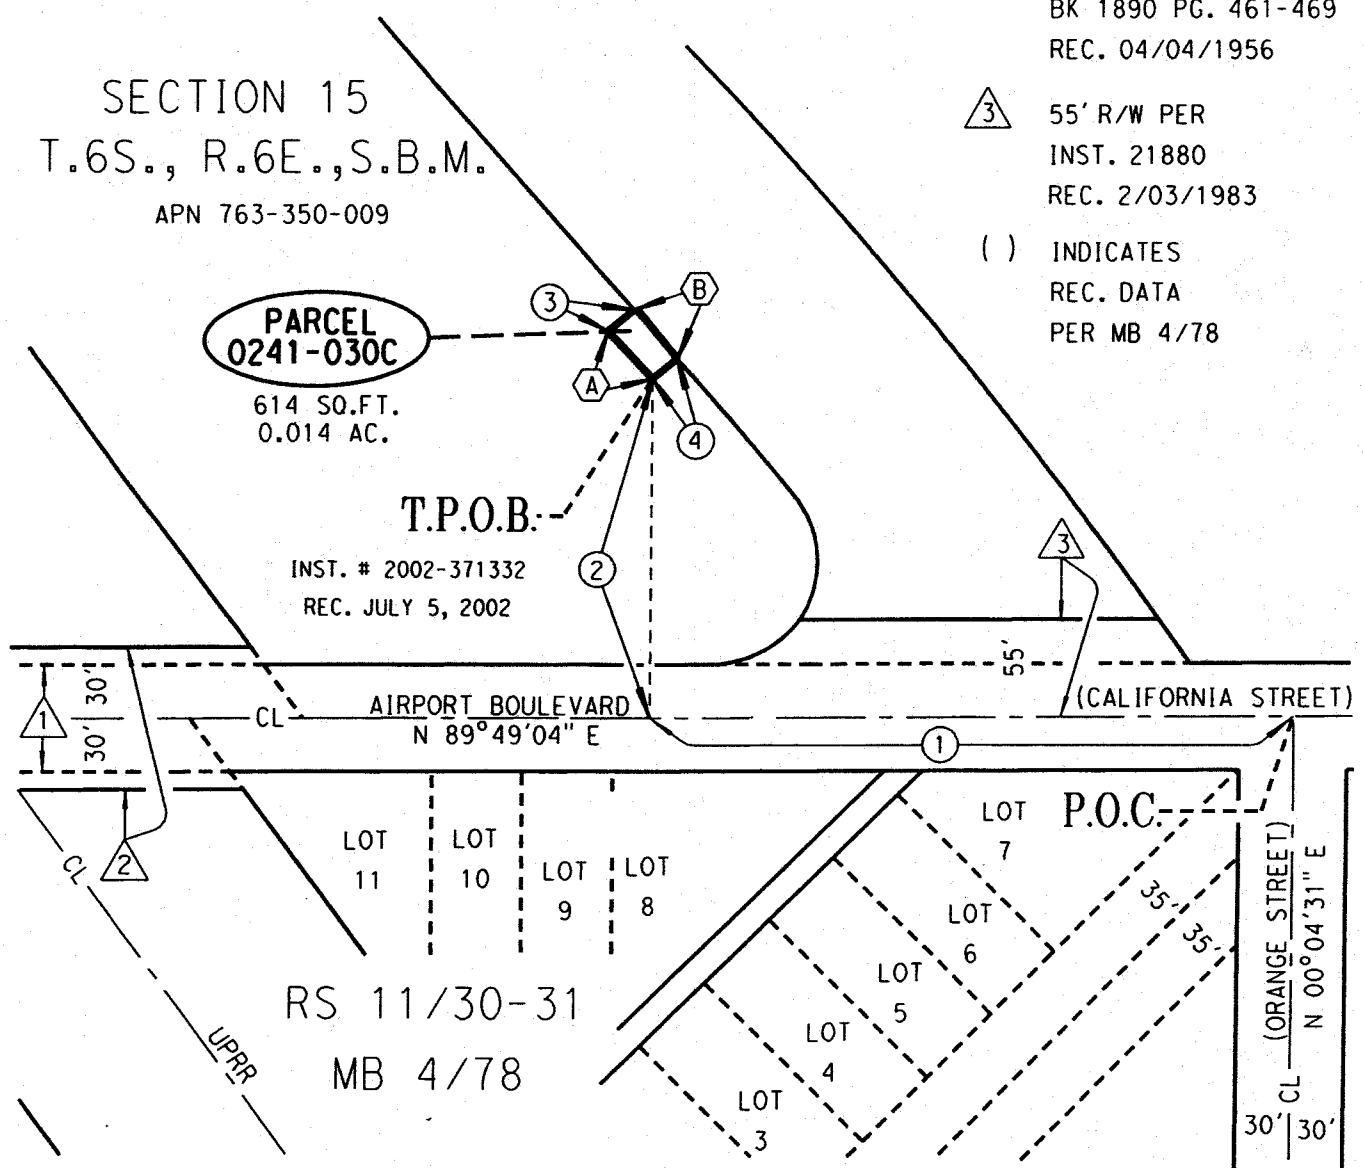 BK 1890 PG. 461-469
REC. 04/04/1956
3
55' R/W PER
INST. 21880
REC. 2/03/1983
( ) INDICATES
REC. DATA
PER MB 4/78
SECTION 15
T.6S., R.6E.,S.B.M.
APN 763-350-009
3
B
PARCEL
0241-030C
A
614 SQ.FT.
0.014 AC.
4
T.P.O.B.
3
INST. # 2002-371332
2
REC. JULY 5, 2002
55'
30'
30'
1
CL
AIRPORT BOULEVARD
N 89°49'04" E
(CALIFORNIA STREET)
1
P.O.C.
2
CL
LOT
11
LOT
10
LOT
9
LOT
8
LOT
7
LOT
6
LOT
5
LOT
4
LOT
3
35'
35'
(ORANGE STREET)
N 00°04'31" E
CL
30'
30'
RS 11/30-31
MB 4/78
UPRR